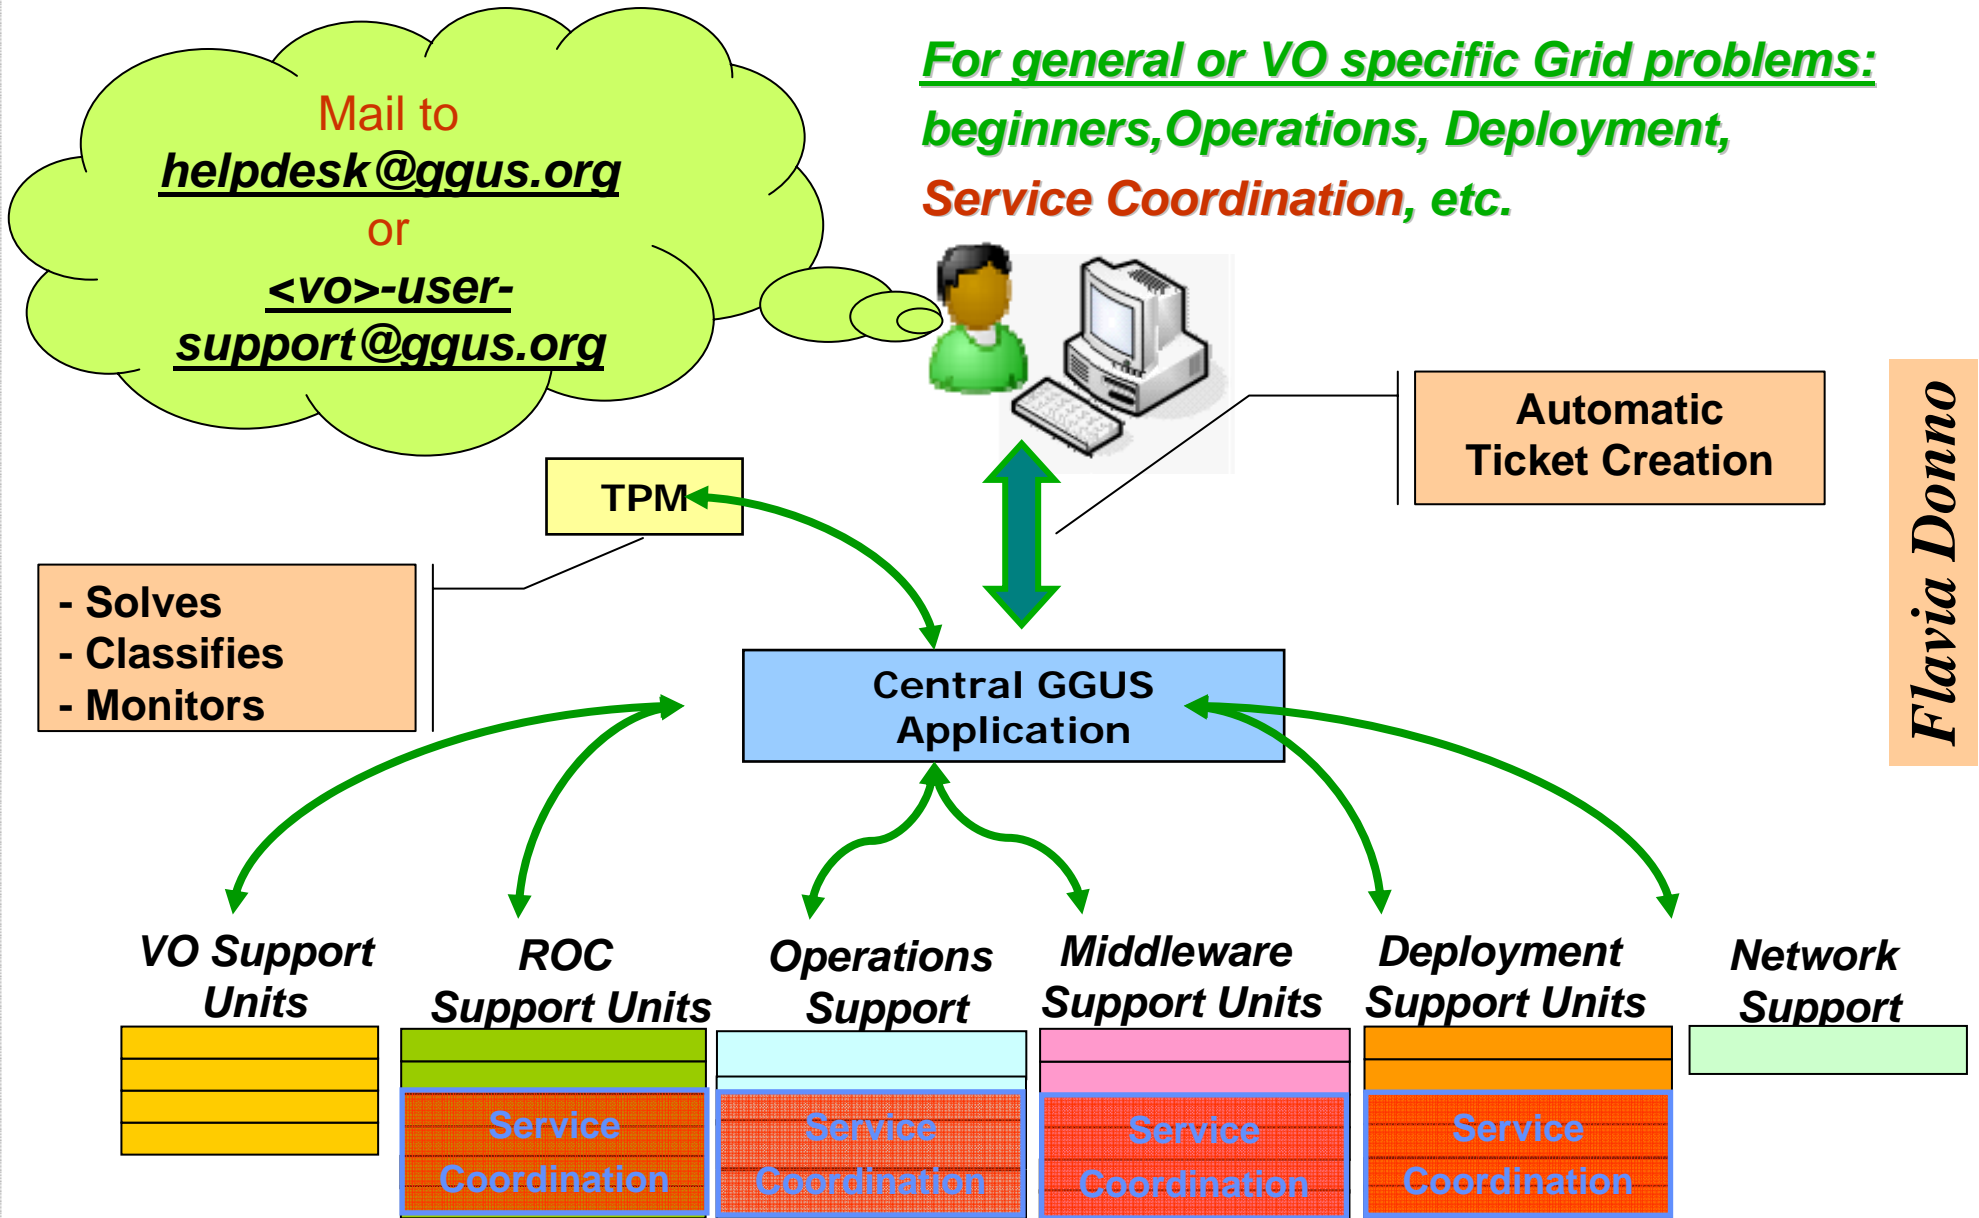 Mail to
helpdesk@ggus.org
or
<vo>-user-
support@ggus.org
For general or VO specific Grid problems:
beginners,Operations, Deployment,
Service Coordination, etc.
Automatic
Ticket Creation
Flavia Donno
TPM
- Solves
- Classifies
- Monitors
Central GGUS
Application
VO Support
Units
ROC
Support Units
Operations
Support
Middleware
Support Units
Deployment
Support Units
Network
Support
Service
Coordination
Service
Coordination
Service
Coordination
Service
Coordination